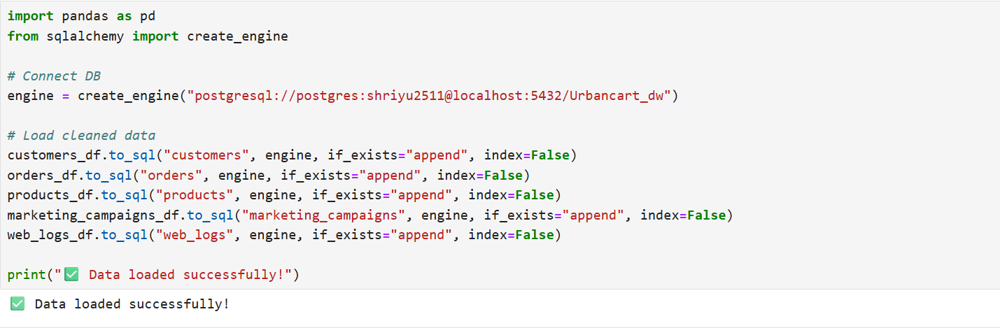 import pandas as pd
from sqlalchemy import create_engine
# Connect DB
engine = create_engine("postgresql://postgres:shriyu2511@localhost:5432/Urbancart_dw")
# Load cleaned data
customers_df.to_sql("customers", engine, if_exists="append", index=False)
orders_df.to_sql("orders", engine, if_exists="append", index=False)
products_df.to_sql("products", engine, if_exists="append", index=False)
marketing_campaigns_df.to_sql("marketing_campaigns", engine, if_exists="append", index=False)
web_logs_df.to_sql("web_logs", engine, if_exists="append", index=False)
print("✅ Data loaded successfully!")
✅ Data loaded successfully!